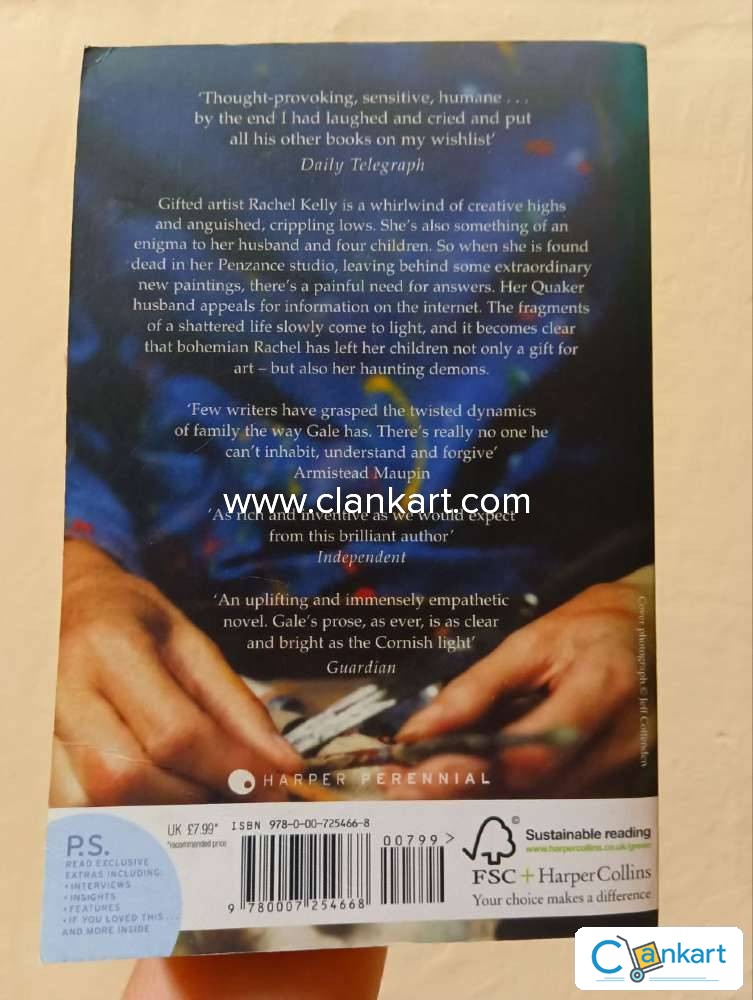 'Thought-provoking, sensitive, humane . . .
by the end I had laughed and cried and put
all his other books on my wishlist'
Daily Telegraph
Gifted artist Rachel Kelly is a whirlwind of creative highs
and anguished, crippling lows. She's also something of an
enigma to her husband and four children. So when she is found
dead in her Penzance studio, leaving behind some extraordinary
new paintings, there's a painful need for answers. Her Quaker
husband appeals for information on the internet. The fragments
of a shattered life slowly come to light, and it becomes clear
that bohemian Rachel has left her children not only a gift for
art – but also her haunting demons.
'Few writers have grasped the twisted dynamics
of family the way Gale has. There's really no one he
can't inhabit, understand and forgive'
Armistead Maupin
www.clankart.com
'As rich and inventive as we would expect
from this brilliant author'
Independent
'An uplifting and immensely empathetic
novel. Gale's prose, as ever, is as clear
and bright as the Cornish light'
Guardian
Cover photograph © Jeff Cottenden
HARPER PERENNIAL
P.S.
READ EXCLUSIVE
EXTRAS INCLUDING:
• INTERVIEWS
• INSIGHTS
• FEATURES
• IF YOU LOVED THIS . . .
AND MORE INSIDE
UK £7.99*
*recommended price
ISBN 978-0-00-725466-8
00799>
9 780007 254668
©
Sustainable reading
www.harpercollins.co.uk/green
FSC + HarperCollins
Your choice makes a difference
Clankart